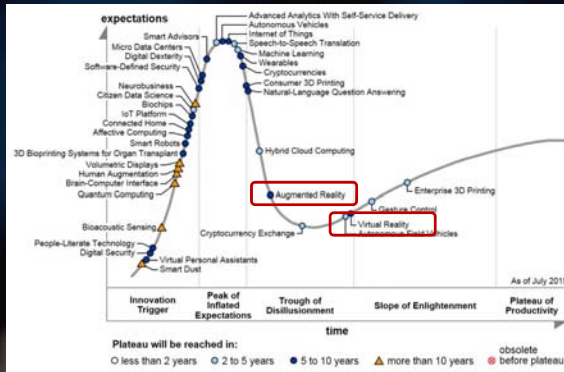 expectations
Advanced Analytics With Self-Service Delivery
Autonomous Vehicles
Internet of Things
Smart Advisors
Speech-to-Speech Translation
Micro Data Centers
Machine Learning
Digital Dexterity
Wearables
Software-Defined Security
Cryptocurrencies
Consumer 3D Printing
Neurobusiness
Natural-Language Question Answering
Citizen Data Science
Biochips
IoT Platform
Connected Home
Affective Computing
Smart Robots
3D Bioprinting Systems for Organ Transplant
Hybrid Cloud Computing
Volumetric Displays
Human Augmentation
Brain-Computer Interface
Quantum Computing
Augmented Reality
Enterprise 3D Printing
Gesture Control
Bioacoustic Sensing
Cryptocurrency Exchange
Virtual Reality
Autonomous Field Vehicles
People-Literate Technology
Digital Security
Virtual Personal Assistants
Smart Dust
As of July
Innovation
Trigger
Peak of
Inflated
Expectations
Trough of
Disillusionment
Slope of Enlightenment
Plateau of
Productivity
time
Plateau will be reached in:
less than 2 years
2 to 5 years
5 to 10 years
more than 10 years
obsolete
before plateau